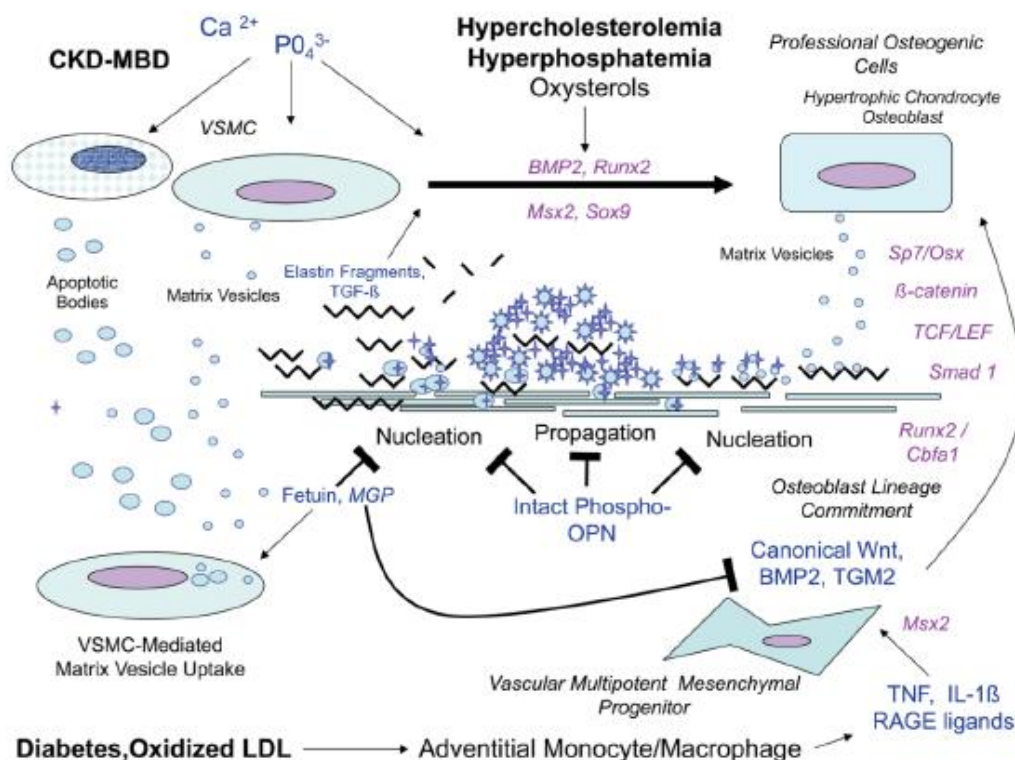 Ca 2+
P04 3-
CKD-MBD
VSMC
Hypercholesterolemia
Hyperphosphatemia
Oxysterols
Professional Osteogenic
Cells
Hypertrophic Chondrocyte
Osteoblast
BMP2, Runx2
Msx2, Sox9
Apoptotic
Bodies
Matrix Vesicles
Elastin Fragments,
TGF-ß
Matrix Vesicles
Sp7/Osx
ß-catenin
TCF/LEF
Smad 1
Runx2 /
Cbfa1
Nucleation
Propagation
Nucleation
Fetuin, MGP
Intact Phospho-
OPN
Osteoblast Lineage
Commitment
Canonical Wnt,
BMP2, TGM2
Msx2
VSMC-Mediated
Matrix Vesicle Uptake
Vascular Multipotent Mesenchymal
Progenitor
TNF, IL-1ß
RAGE ligands
Diabetes,Oxidized LDL
Adventitial Monocyte/Macrophage